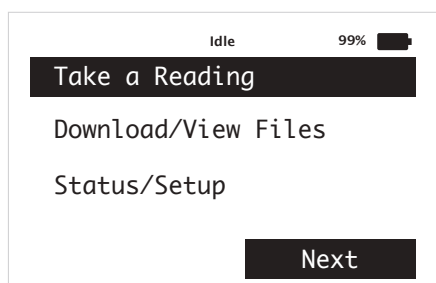 Idle 99%
Take a Reading
Download/View Files
Status/Setup
Next